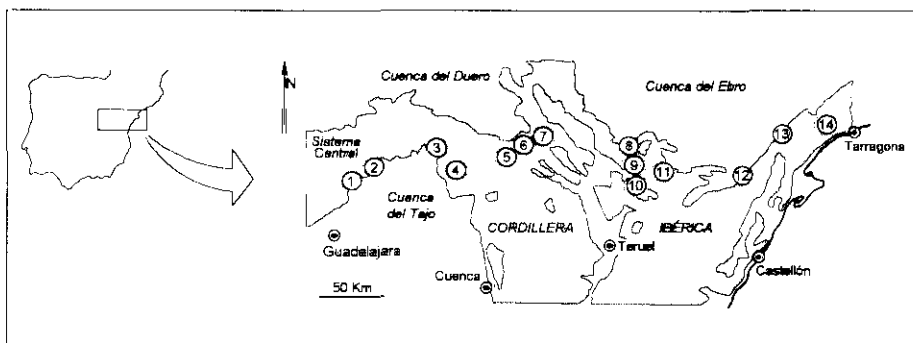 N
Cuenca del Duero
Cuenca del Ebro
Sistema
Central
Cuenca
del Tajo
CORDILLERA
IBÉRICA
Guadalajara
Cuenca
Teruel
Castellón
Tarragona
50 Km
1
2
3
4
5
6
7
8
9
10
11
12
13
14